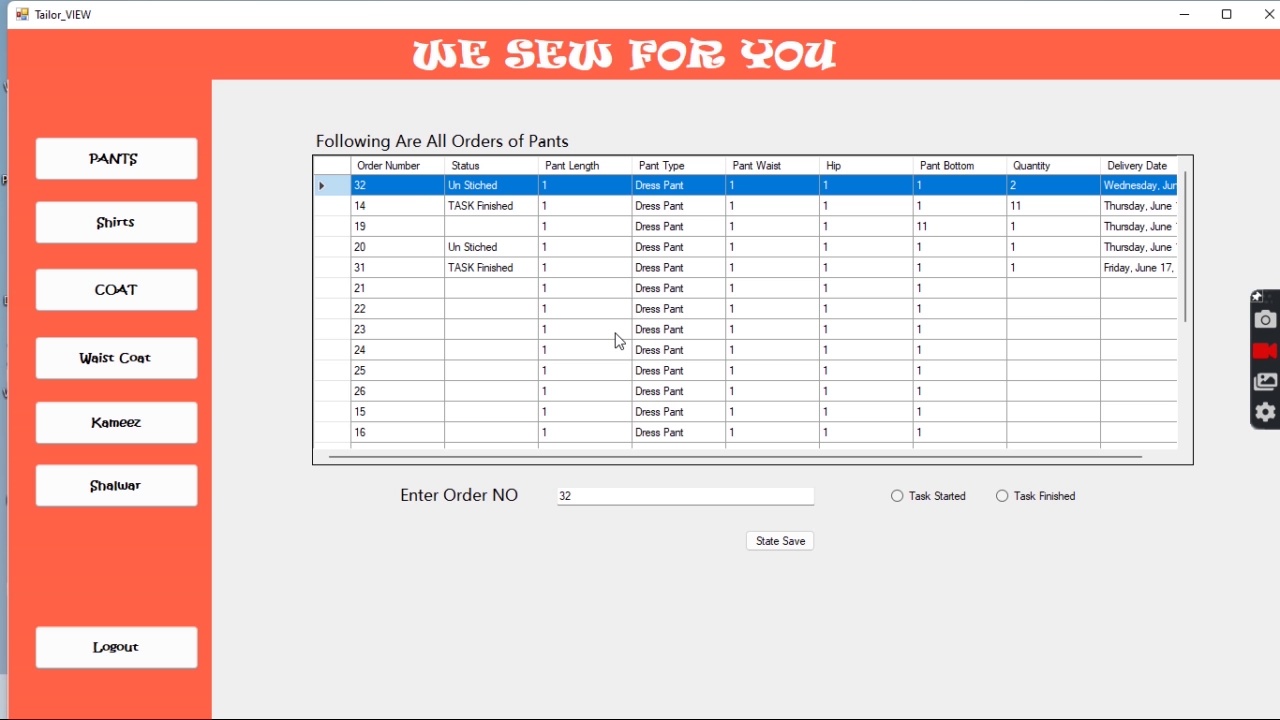 Tailor_VIEW
WE SEW FOR YOU
PANTS
Shirts
COAT
Waist Coat
Kameez
Shalwar
Logout
Following Are All Orders of Pants
Order Number Status Pant Length Pant Type Pant Waist Hip Pant Bottom Quantity Delivery Date
32 Un Stiched 1 Dress Pant 1 1 1 2 Wednesday, Jun
14 TASK Finished 1 Dress Pant 1 1 1 11 Thursday, June
19 1 Dress Pant 1 1 11 1 Thursday, June
20 Un Stiched 1 Dress Pant 1 1 1 1 Thursday, June
31 TASK Finished 1 Dress Pant 1 1 1 1 Friday, June 17,
21 1 Dress Pant 1 1 1
22 1 Dress Pant 1 1 1
23 1 Dress Pant 1 1 1
24 1 Dress Pant 1 1 1
25 1 Dress Pant 1 1 1
26 1 Dress Pant 1 1 1
15 1 Dress Pant 1 1 1
16 1 Dress Pant 1 1 1
Enter Order NO 32 Task Started Task Finished
State Save